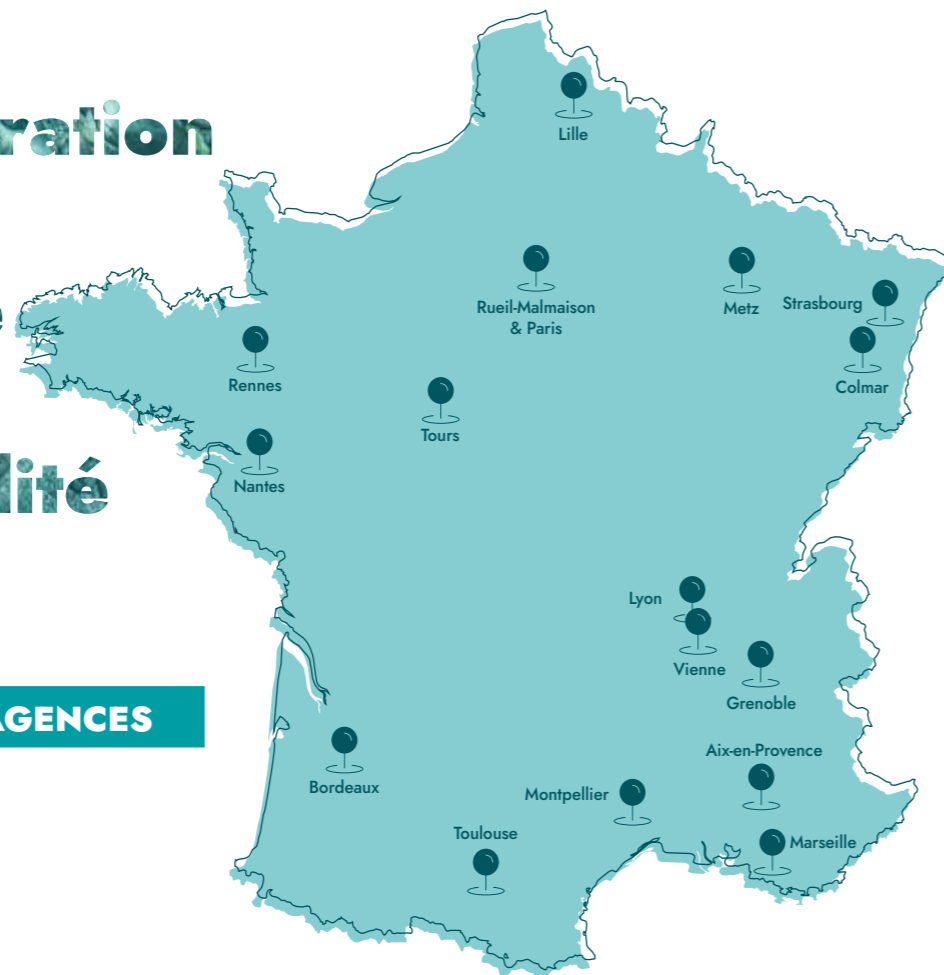 ration
lité
AGENCES
Lille
Rueil-Malmaison
& Paris
Metz
Strasbourg
Colmar
Rennes
Tours
Nantes
Lyon
Vienne
Grenoble
Aix-en-Provence
Bordeaux
Montpellier
Marseille
Toulouse